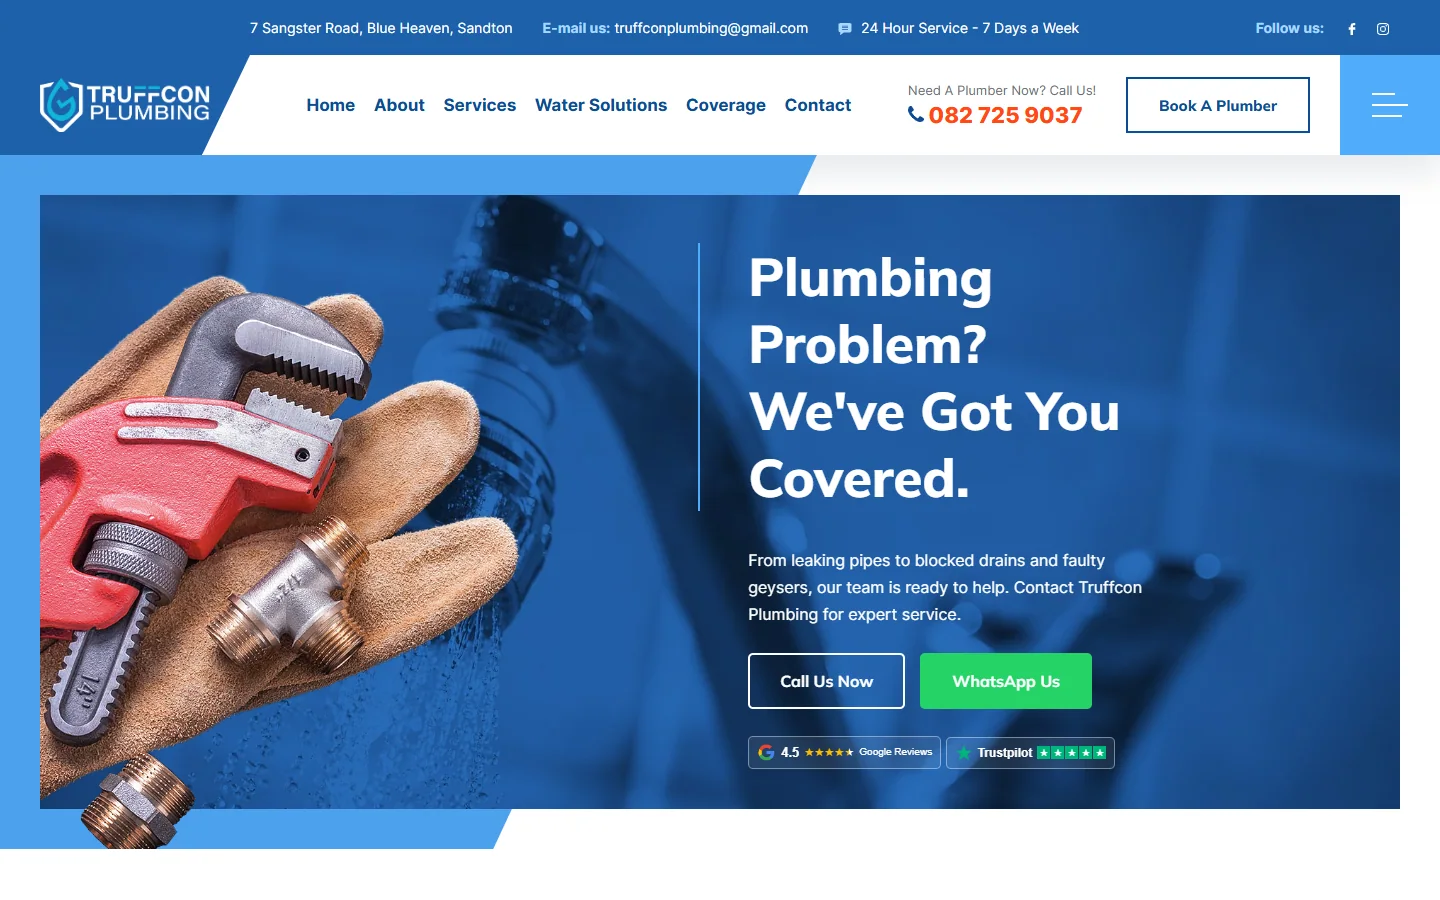 7 Sangster Road, Blue Heaven, Sandton
E-mail us: truffconplumbing@gmail.com
24 Hour Service - 7 Days a Week
Follow us:
TRUFFCON
PLUMBING
Home
About
Services
Water Solutions
Coverage
Contact
Need A Plumber Now? Call Us!
082 725 9037
Book A Plumber
Plumbing
Problem?
We've Got You
Covered.
From leaking pipes to blocked drains and faulty
geysers, our team is ready to help. Contact Truffcon
Plumbing for expert service.
Call Us Now
WhatsApp Us
4.5 Google Reviews
Trustpilot
1/2"
14"